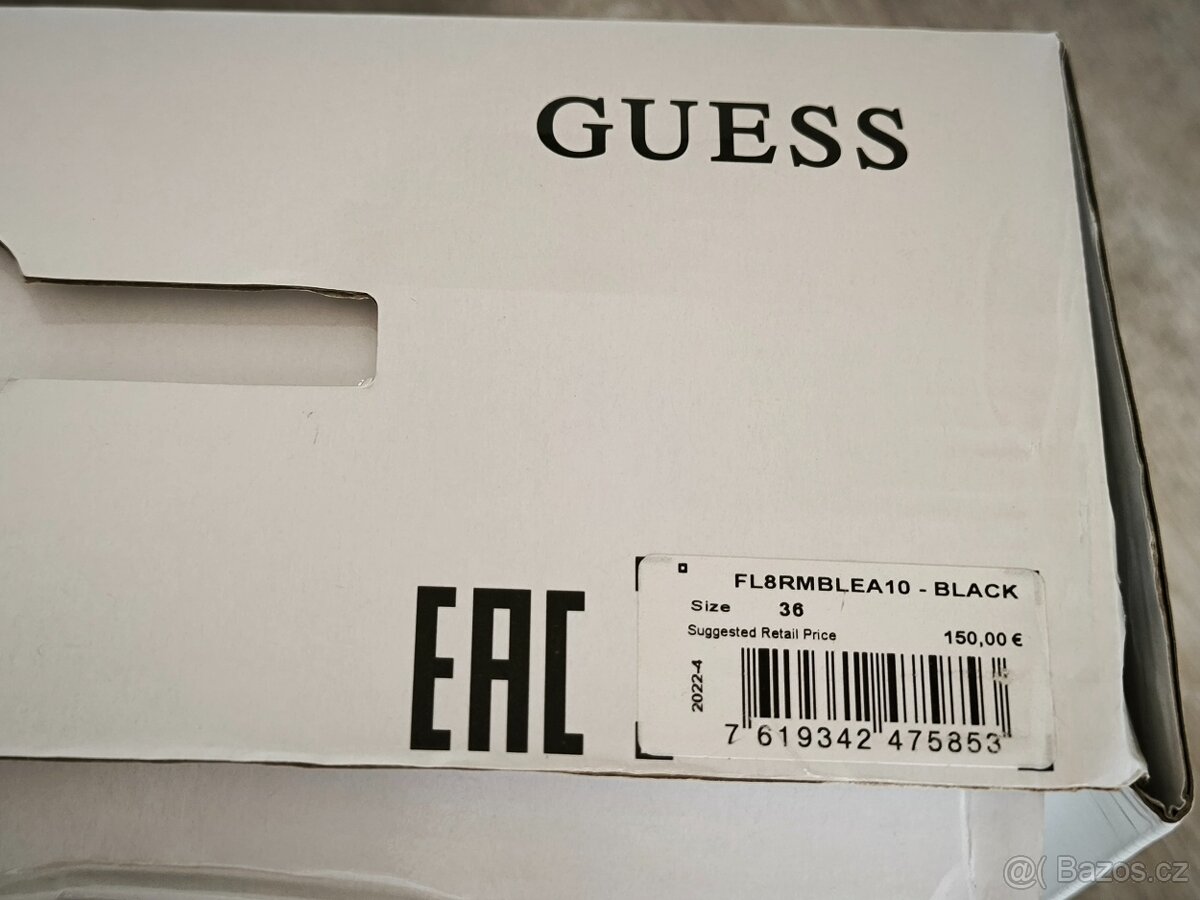 GUESS
EAC
FL8RMBLEA10 - BLACK
Size 36
Suggested Retail Price 150,00 €
2022-4
7 619342 475853
@( Bazos.cz